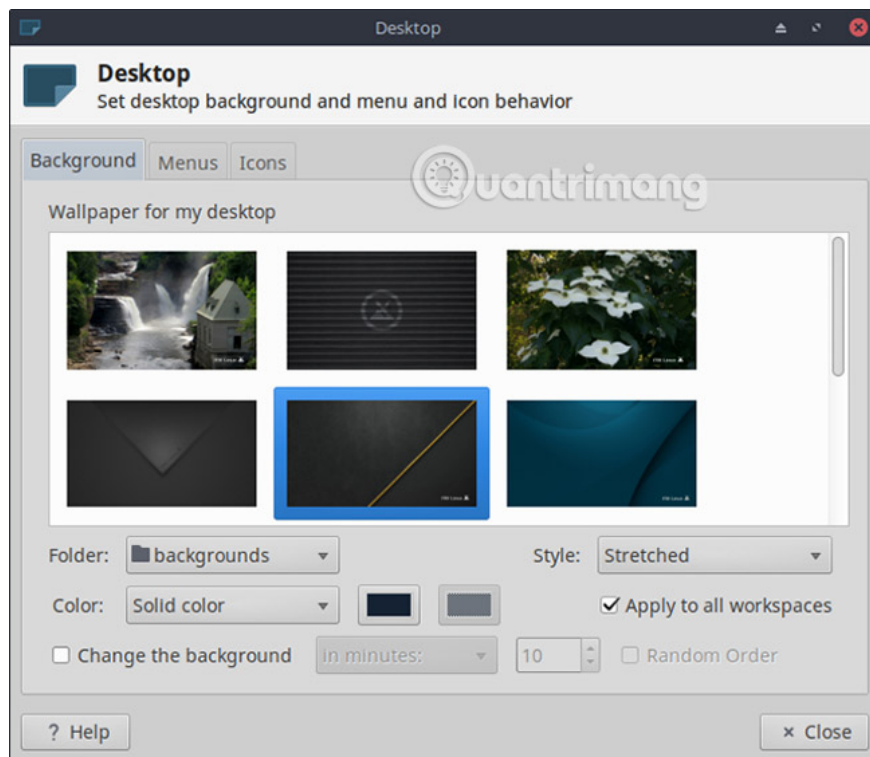 Desktop
Desktop
Set desktop background and menu and icon behavior
Background Menus Icons
Quantrimang
Wallpaper for my desktop
Folder: backgrounds Style: Stretched
Color: Solid color Apply to all workspaces
Change the background in minutes: 10 Random Order
? Help × Close